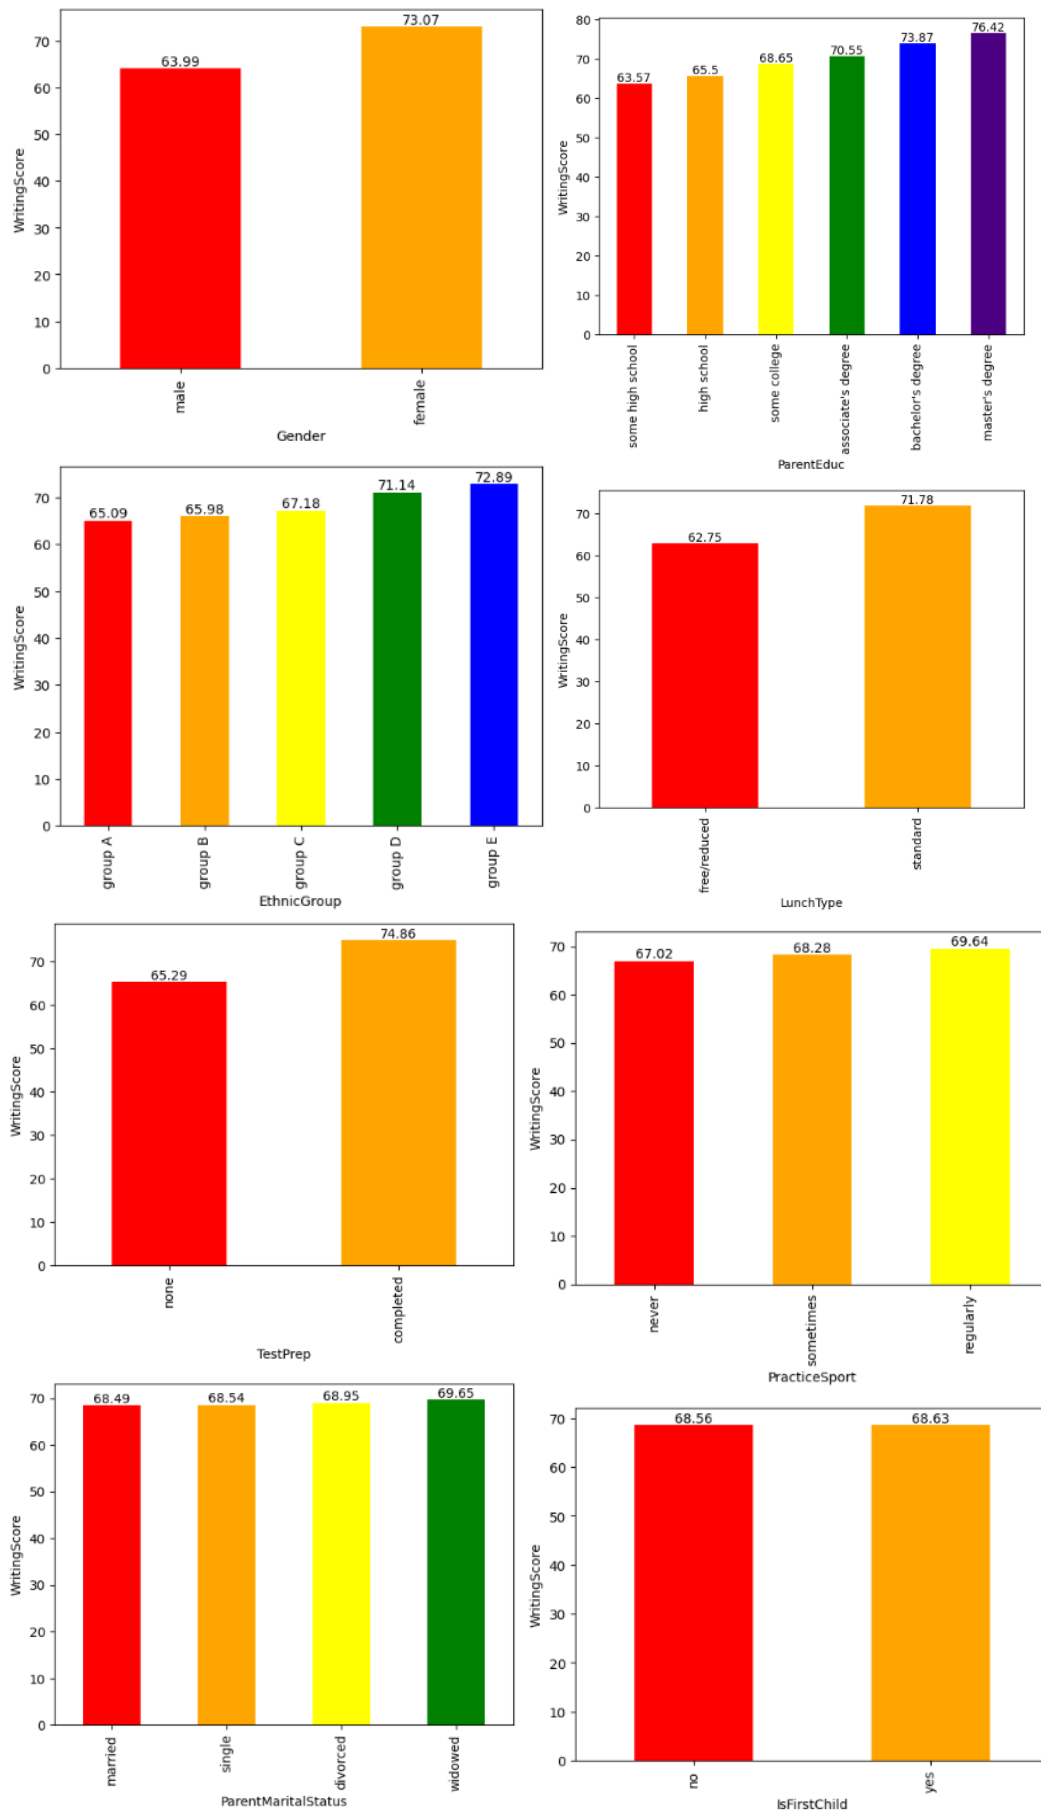 WritingScore
70
60
50
40
30
20
10
0
63.99
73.07
male
female
Gender
WritingScore
80
70
60
50
40
30
20
10
0
63.57
65.5
68.65
70.55
73.87
76.42
some high school
high school
some college
associate's degree
bachelor's degree
master's degree
ParentEduc
WritingScore
70
60
50
40
30
20
10
0
65.09
65.98
67.18
71.14
72.89
group A
group B
group C
group D
group E
EthnicGroup
WritingScore
70
60
50
40
30
20
10
0
62.75
71.78
free/reduced
standard
LunchType
WritingScore
70
60
50
40
30
20
10
0
65.29
74.86
none
completed
TestPrep
WritingScore
70
60
50
40
30
20
10
0
67.02
68.28
69.64
never
sometimes
regularly
PracticeSport
WritingScore
70
60
50
40
30
20
10
0
68.49
68.54
68.95
69.65
married
single
divorced
widowed
ParentMaritalStatus
WritingScore
70
60
50
40
30
20
10
0
68.56
68.63
no
yes
IsFirstChild